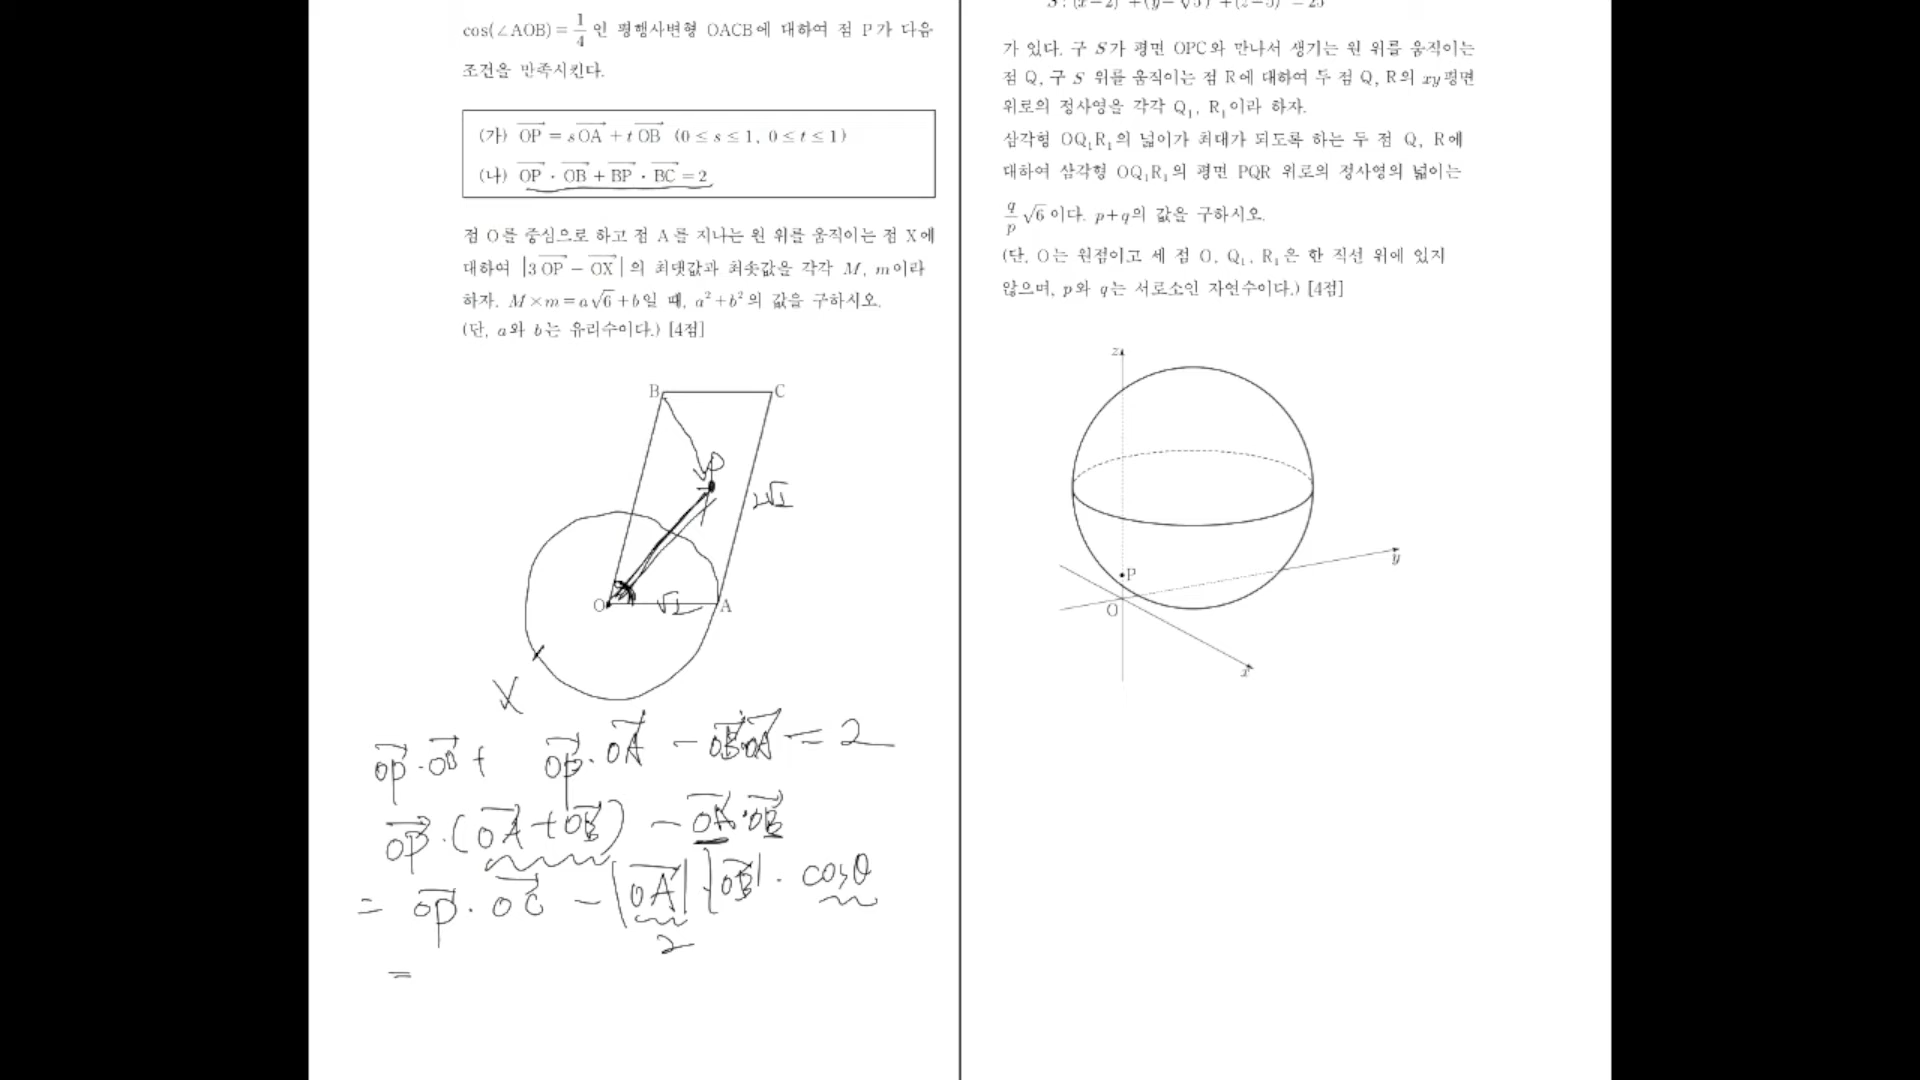 cos(∠AOB) = 1/4 인 평행사변형 OACB에 대하여 점 P가 다음
조건을 만족시킨다.
(가) OP = sOA + tOB (0 ≤ s ≤ 1, 0 ≤ t ≤ 1)
(나) OP · OB + BP · BC = 2
점 O를 중심으로 하고 점 A를 지나는 원 위를 움직이는 점 X에
대하여 |3OP − OX| 의 최댓값과 최솟값을 각각 M, m이라
하자. M×m = a√6 + b일 때, a²+b²의 값을 구하시오.
(단, a와 b는 유리수이다.) [4점]
B
C
P
O
A
√2
X
OP · OB + OP · OA − OB OA = 2
OP · (OA + OB) − OA · OB
= OP · OC − |OA| |OB| · cosθ
2
=
가 있다. 구 S가 평면 OPC와 만나서 생기는 원 위를 움직이는
점 Q, 구 S 위를 움직이는 점 R에 대하여 두 점 Q, R의 xy평면
위로의 정사영을 각각 Q₁, R₁이라 하자.
삼각형 OQ₁R₁의 넓이가 최대가 되도록 하는 두 점 Q, R에
대하여 삼각형 OQ₁R₁의 평면 PQR 위로의 정사영의 넓이는
q/p √6 이다. p+q의 값을 구하시오.
(단, O는 원점이고 세 점 O, Q₁, R₁은 한 직선 위에 있지
않으며, p와 q는 서로소인 자연수이다.) [4점]
z
y
P
O
x